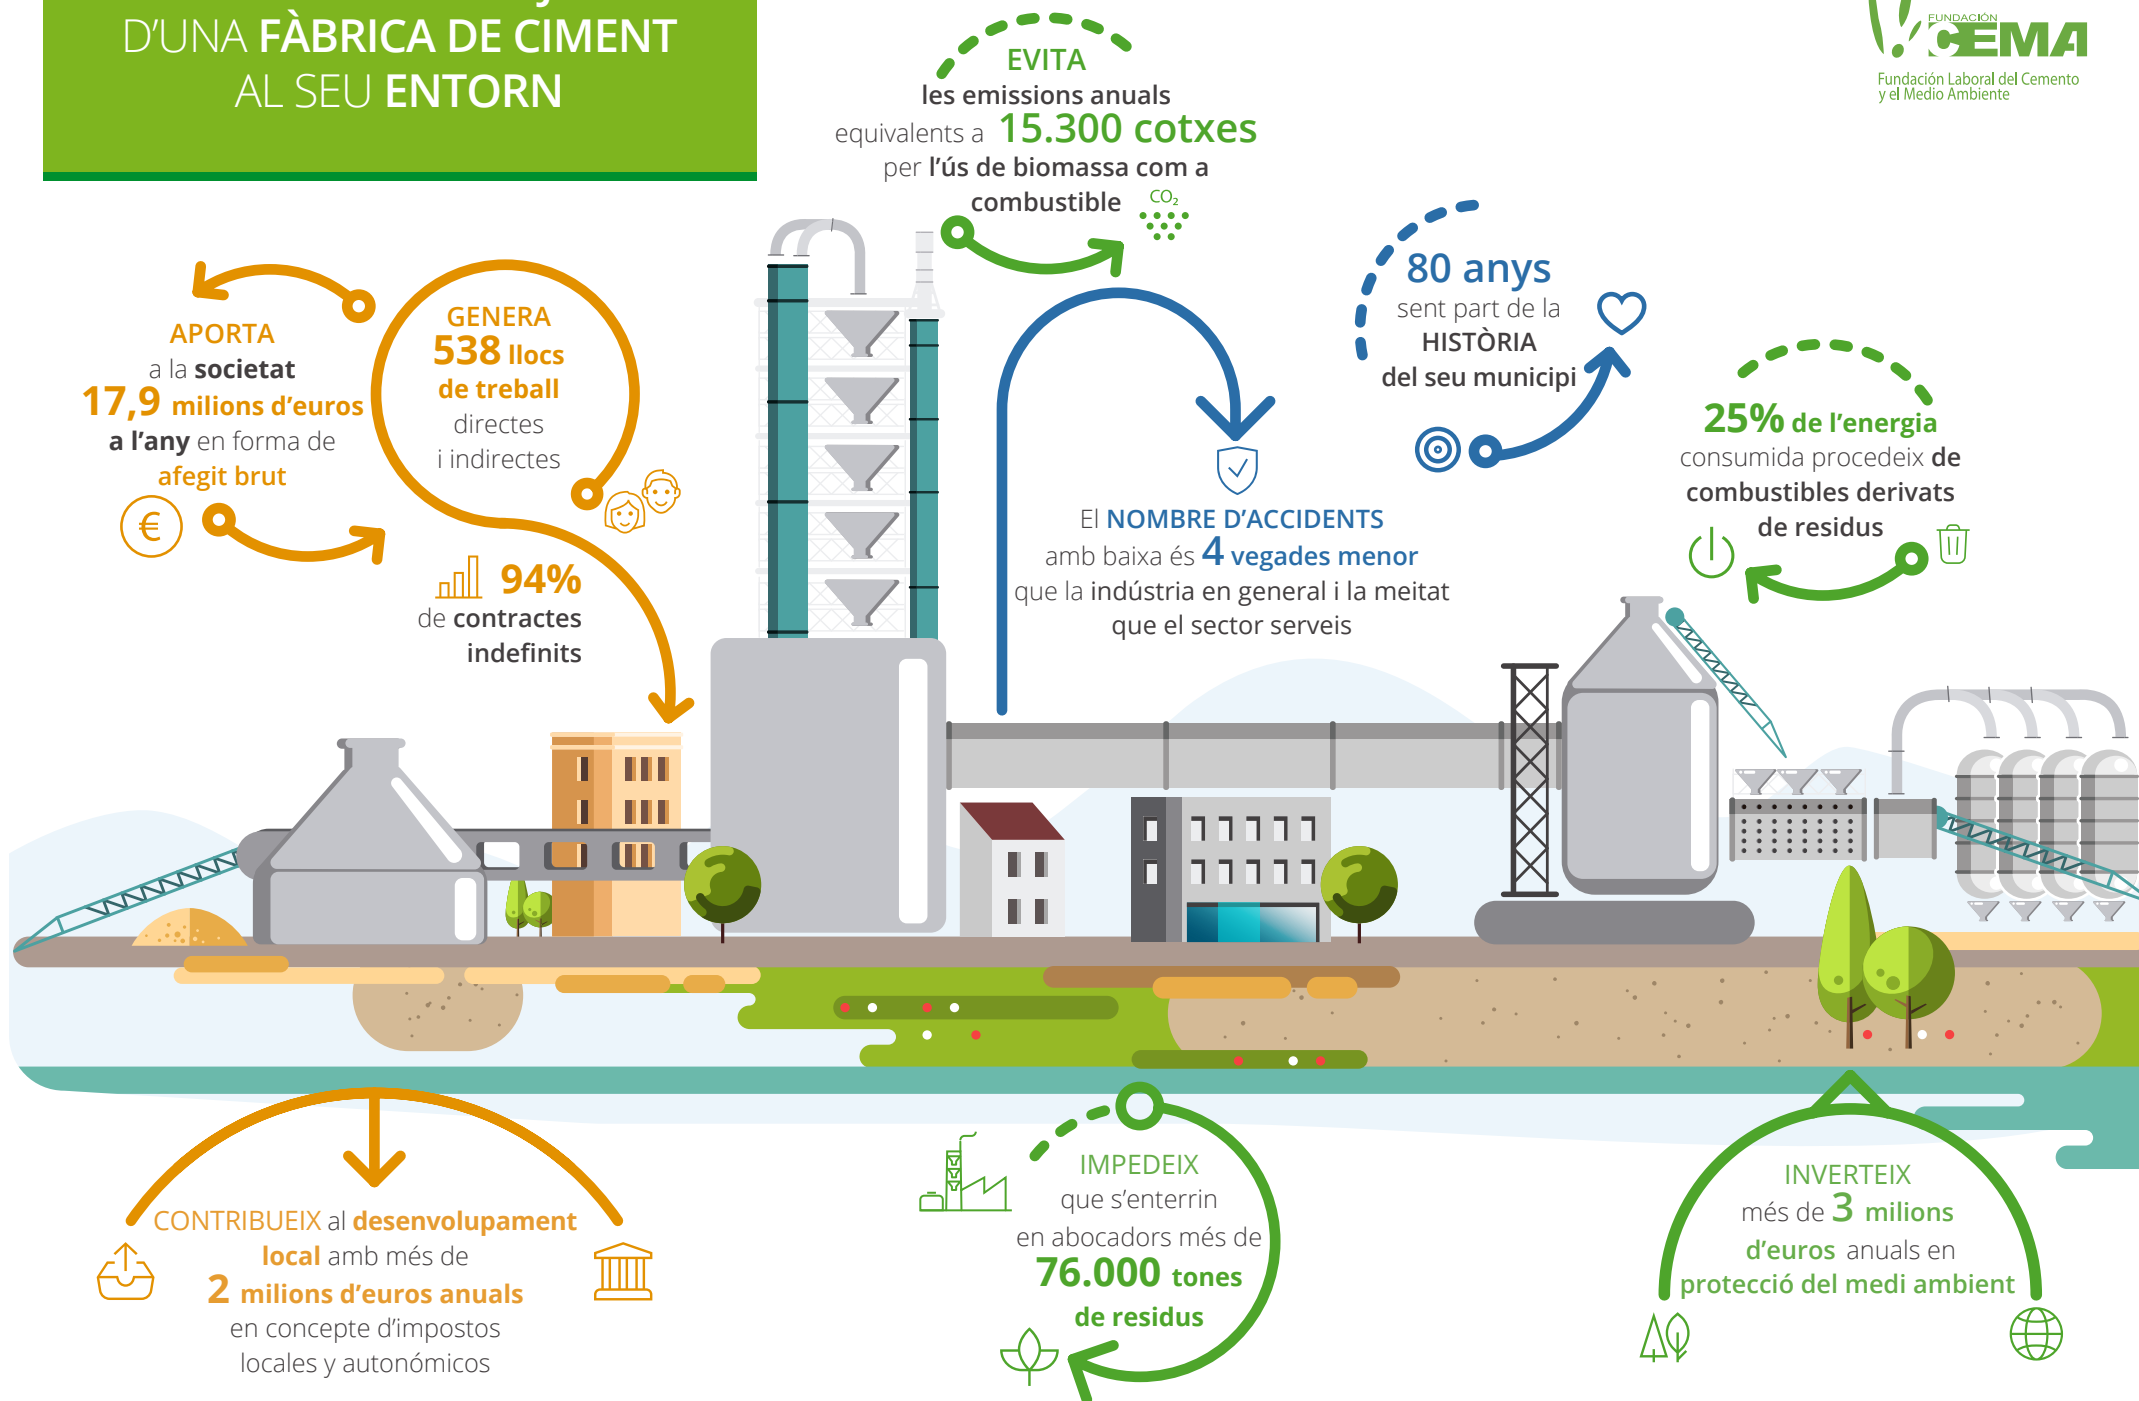 D'UNA FÀBRICA DE CIMENT
AL SEU ENTORN
EVITA
les emissions anuals
equivalents a 15.300 cotxes
per l'ús de biomassa com a
combustible
CO₂
FUNDACIÓN
CEMA
Fundación Laboral del Cemento
y el Medio Ambiente
APORTA
a la societat
17,9 milions d'euros
a l'any en forma de
afegit brut
€
GENERA
538 llocs
de treball
directes
i indirectes
94%
de contractes
indefinits
80 anys
sent part de la
HISTÒRIA
del seu municipi
El NOMBRE D'ACCIDENTS
amb baixa és 4 vegades menor
que la indústria en general i la meitat
que el sector serveis
25% de l'energia
consumida procedeix de
combustibles derivats
de residus
CONTRIBUEIX al desenvolupament
local amb més de
2 milions d'euros anuals
en concepte d'impostos
locales y autonómicos
IMPEDEIX
que s'enterrin
en abocadors més de
76.000 tones
de residus
INVERTEIX
més de 3 milions
d'euros anuals en
protecció del medi ambient